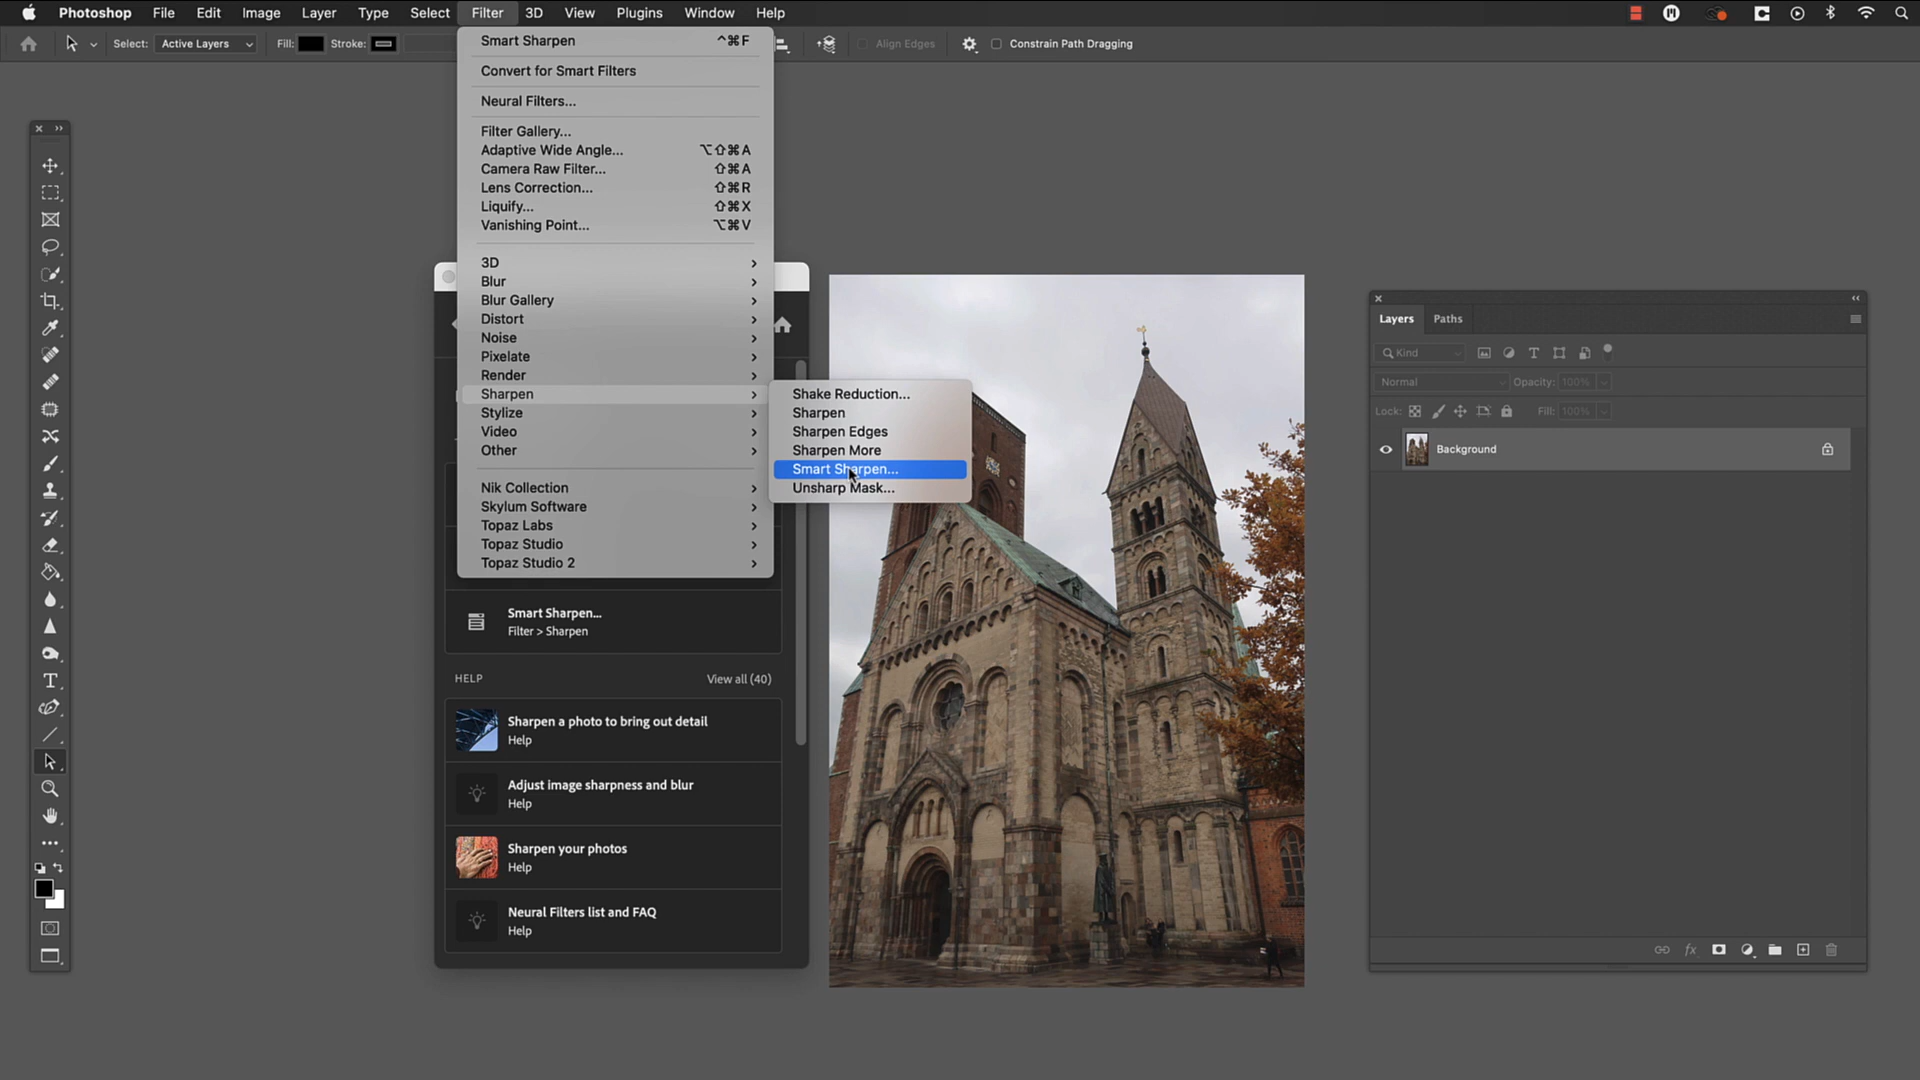 Photoshop File Edit Image Layer Type Select Filter 3D View Plugins Window Help
Select: Active Layers Fill: Stroke: Align Edges Constrain Path Dragging
Smart Sharpen ^⌘F
Convert for Smart Filters
Neural Filters...
Filter Gallery...
Adaptive Wide Angle... ⌥⇧⌘A
Camera Raw Filter... ⇧⌘A
Lens Correction... ⇧⌘R
Liquify... ⇧⌘X
Vanishing Point... ⌥⌘V
3D
Blur
Blur Gallery
Distort
Noise
Pixelate
Render
Sharpen
Stylize
Video
Other
Nik Collection
Skylum Software
Topaz Labs
Topaz Studio
Topaz Studio 2
Shake Reduction...
Sharpen
Sharpen Edges
Sharpen More
Smart Sharpen...
Unsharp Mask...
Smart Sharpen...
Filter > Sharpen
HELP View all (40)
Sharpen a photo to bring out detail
Help
Adjust image sharpness and blur
Help
Sharpen your photos
Help
Neural Filters list and FAQ
Help
Layers Paths
Kind
Normal Opacity: 100%
Lock: Fill: 100%
Background